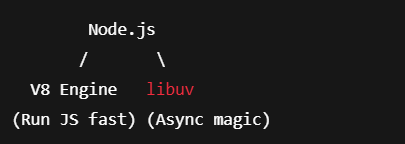 Node.js
/ \
V8 Engine libuv
(Run JS fast) (Async magic)